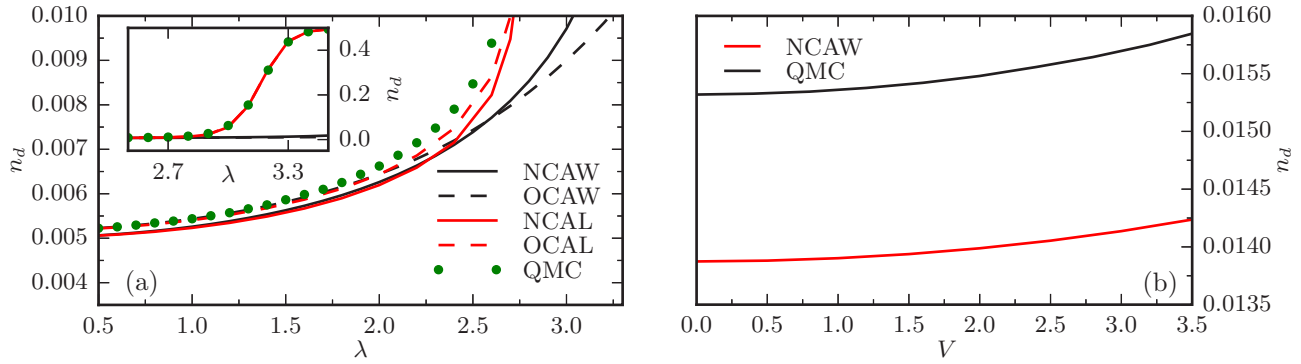 0.010
0.009
0.008
0.007
0.006
0.005
0.004
n_d
0.4
0.2
0.0
n_d
2.7
λ
3.3
NCAW
OCAW
NCAL
OCAL
QMC
(a)
0.5
1.0
1.5
2.0
2.5
3.0
λ
NCAW
QMC
0.0160
0.0155
0.0150
0.0145
0.0140
0.0135
n_d
(b)
0.0
0.5
1.0
1.5
2.0
2.5
3.0
3.5
V